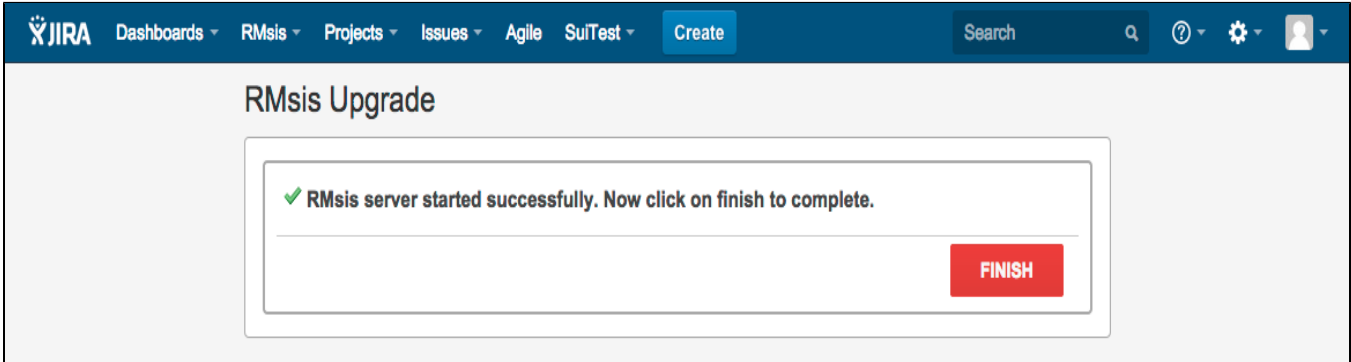 JIRA Dashboards RMsis Projects Issues Agile SuiTest Create Search
RMsis Upgrade
RMsis server started successfully. Now click on finish to complete.
FINISH